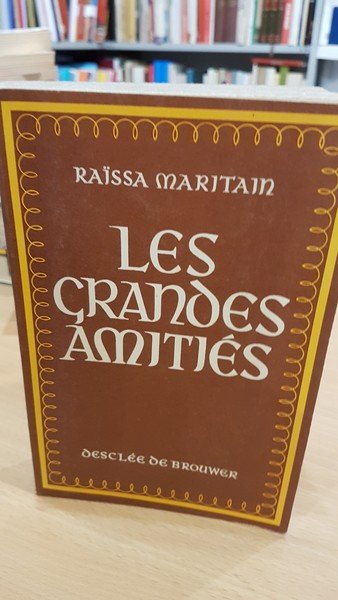 RAÏSSA MARITAIN
LES
GRANDES
AMITIÉS
DESCLÉE DE BROUWER